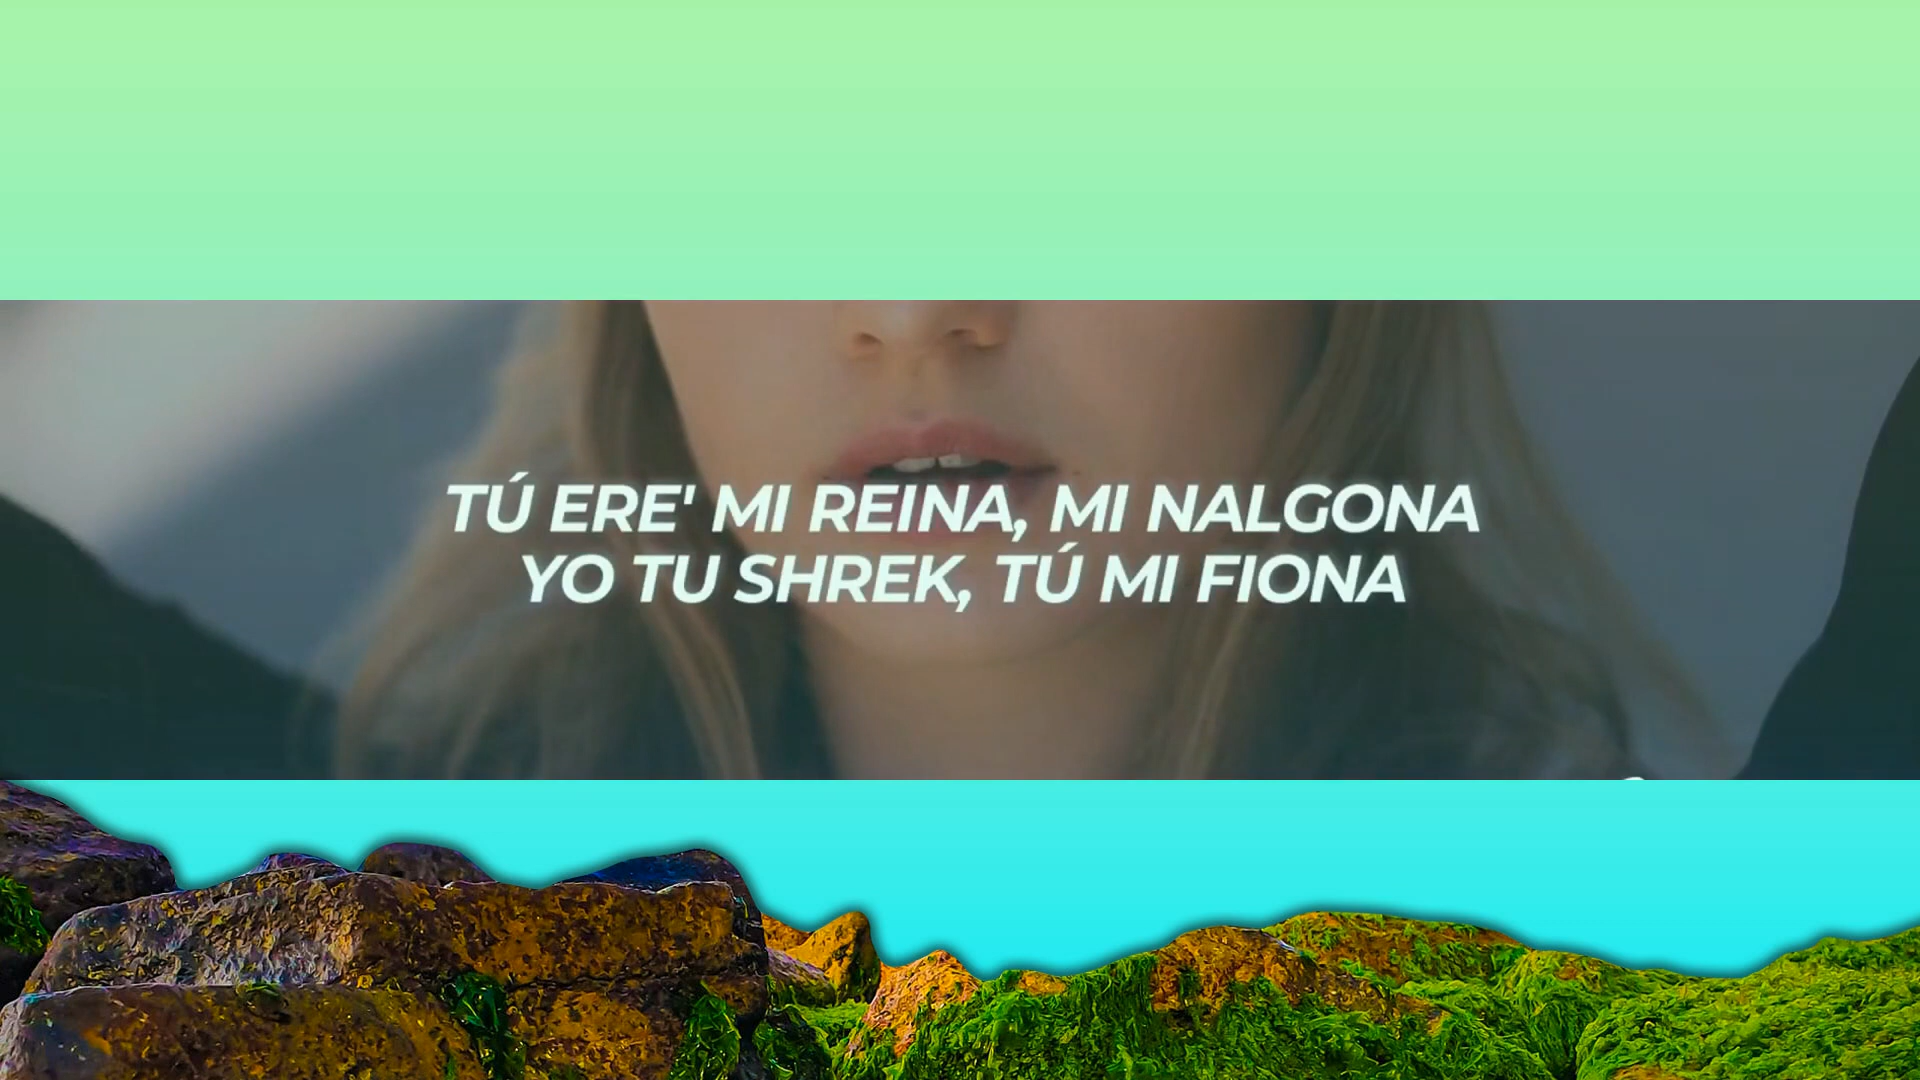 TÚ ERE' MI REINA, MI NALGONA
YO TU SHREK, TÚ MI FIONA